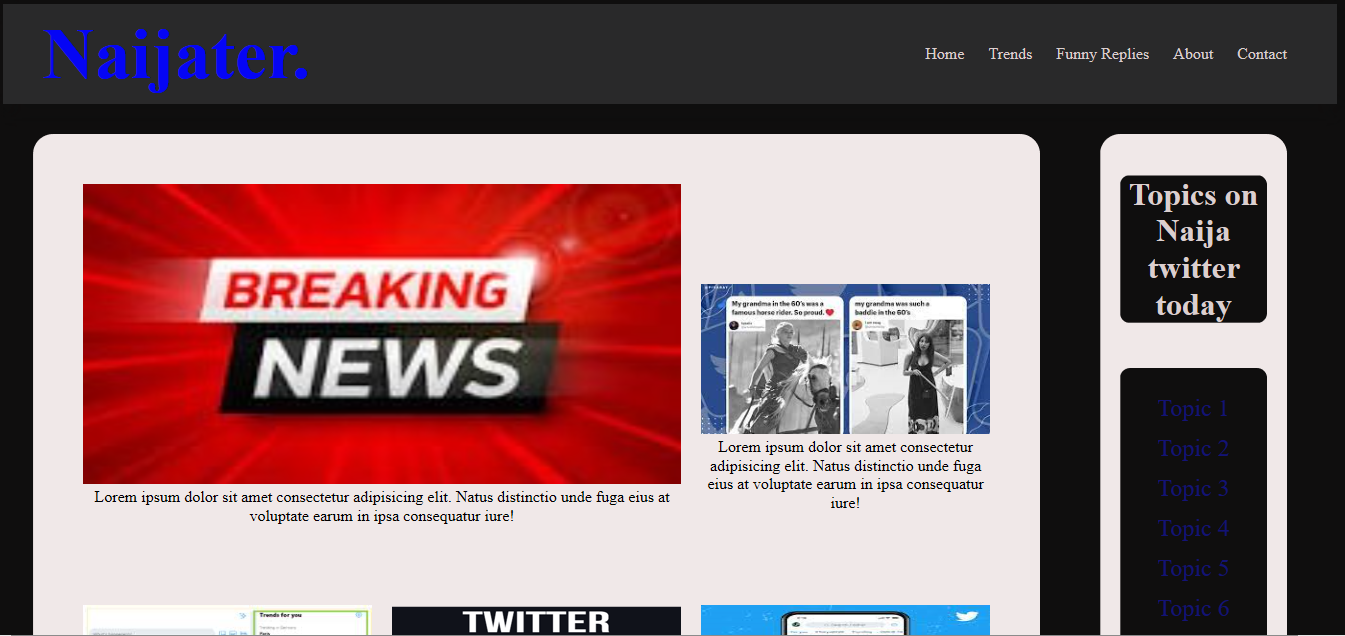 Naijater.
Home Trends Funny Replies About Contact
BREAKING
NEWS
Lorem ipsum dolor sit amet consectetur adipisicing elit. Natus distinctio unde fuga eius at
voluptate earum in ipsa consequatur iure!
My grandma in the 60's was a
famous horse rider. So proud. ❤
my grandma was such a
baddie in the 60's
Lorem ipsum dolor sit amet consectetur
adipisicing elit. Natus distinctio unde fuga
eius at voluptate earum in ipsa consequatur
iure!
Trends for you
TWITTER
Topics on
Naija
twitter
today
Topic 1
Topic 2
Topic 3
Topic 4
Topic 5
Topic 6